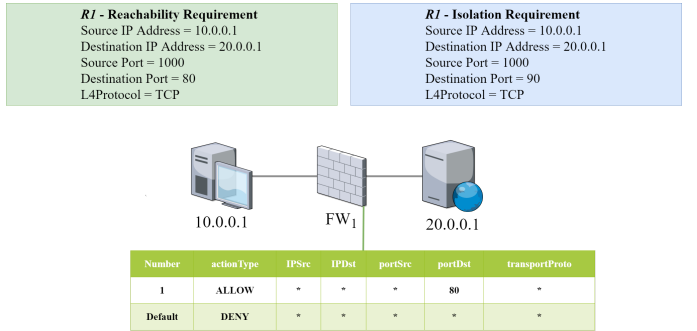 R1 - Reachability Requirement
Source IP Address = 10.0.0.1
Destination IP Address = 20.0.0.1
Source Port = 1000
Destination Port = 80
L4Protocol = TCP
R1 - Isolation Requirement
Source IP Address = 10.0.0.1
Destination IP Address = 20.0.0.1
Source Port = 1000
Destination Port = 90
L4Protocol = TCP
10.0.0.1
FW1
20.0.0.1
Number actionType IPSrc IPDst portSrc portDst transportProto
1 ALLOW * * * 80 *
Default DENY * * * * *